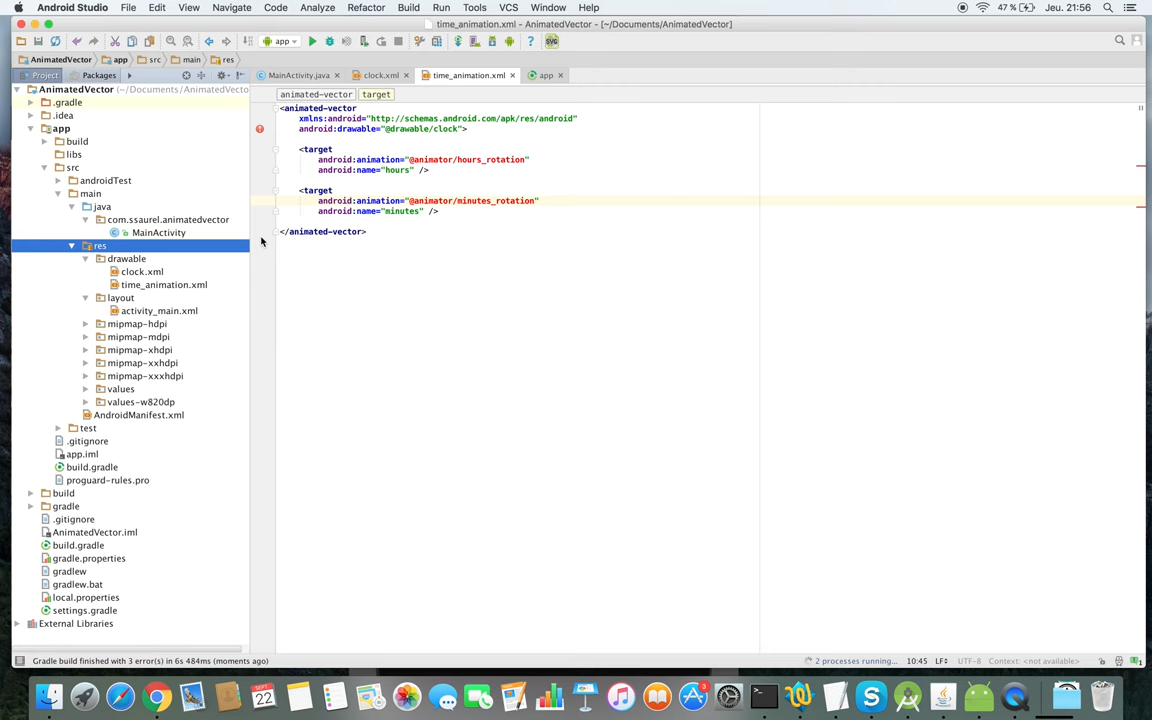 Android Studio File Edit View Navigate Code Analyze Refactor Build Run Tools VCS Window Help 47 % Jeu. 21:56
time_animation.xml - AnimatedVector - [~/Documents/AnimatedVector]
app SVG
AnimatedVector app src main res
Project Packages MainActivity.java clock.xml time_animation.xml app
animated-vector target
AnimatedVector (~/Documents/AnimatedVecto
.gradle
.idea
app
build
libs
src
androidTest
main
java
com.ssaurel.animatedvector
MainActivity
res
drawable
clock.xml
time_animation.xml
layout
activity_main.xml
mipmap-hdpi
mipmap-mdpi
mipmap-xhdpi
mipmap-xxhdpi
mipmap-xxxhdpi
values
values-w820dp
AndroidManifest.xml
test
.gitignore
app.iml
build.gradle
proguard-rules.pro
build
gradle
.gitignore
AnimatedVector.iml
build.gradle
gradle.properties
gradlew
gradlew.bat
local.properties
settings.gradle
External Libraries
<animated-vector
xmlns:android="http://schemas.android.com/apk/res/android"
android:drawable="@drawable/clock">
<target
android:animation="@animator/hours_rotation"
android:name="hours" />
<target
android:animation="@animator/minutes_rotation"
android:name="minutes" />
</animated-vector>
Gradle build finished with 3 error(s) in 6s 484ms (moments ago) 2 processes running... 10:45 LF UTF-8 Context: <not available>
SEPT
22
3